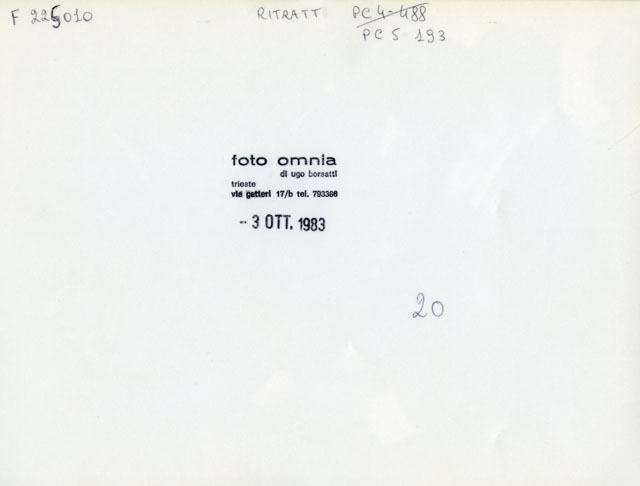 F 225010 RITRATTI PC 4-488
PC 5 193
foto omnia
di ugo borsatti
trieste
via gatteri 17/b tel. 793386
- 3 OTT. 1983
20